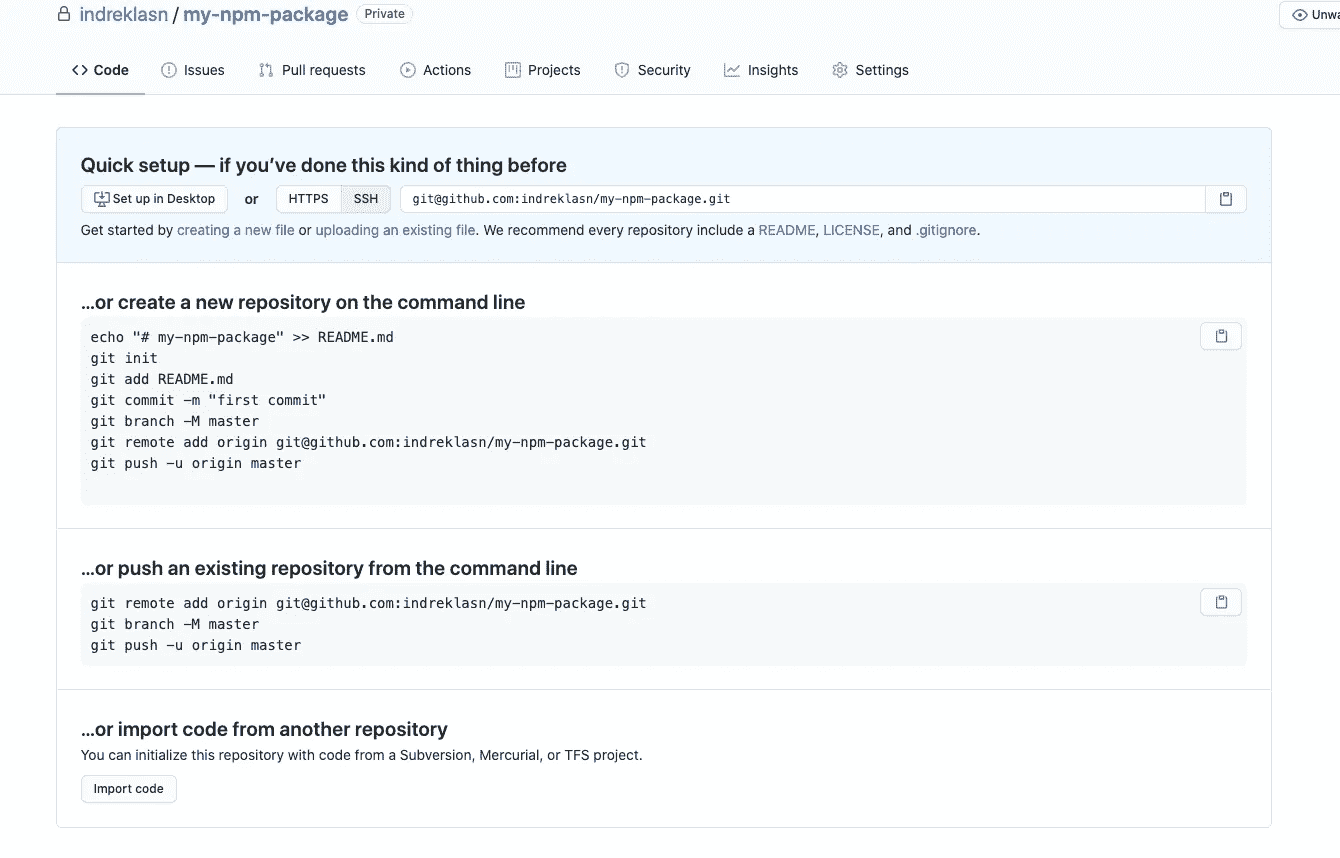 indreklasn / my-npm-package Private
Unwa
Code Issues Pull requests Actions Projects Security Insights Settings
Quick setup — if you’ve done this kind of thing before
Set up in Desktop or HTTPS SSH git@github.com:indreklasn/my-npm-package.git
Get started by creating a new file or uploading an existing file. We recommend every repository include a README, LICENSE, and .gitignore.
…or create a new repository on the command line
echo "# my-npm-package" >> README.md
git init
git add README.md
git commit -m "first commit"
git branch -M master
git remote add origin git@github.com:indreklasn/my-npm-package.git
git push -u origin master
…or push an existing repository from the command line
git remote add origin git@github.com:indreklasn/my-npm-package.git
git branch -M master
git push -u origin master
…or import code from another repository
You can initialize this repository with code from a Subversion, Mercurial, or TFS project.
Import code